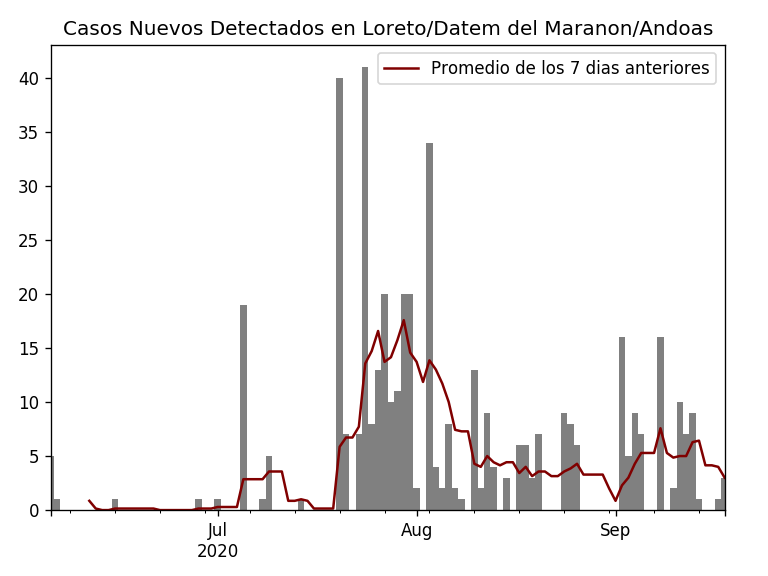 Casos Nuevos Detectados en Loreto/Datem del Maranon/Andoas
Promedio de los 7 dias anteriores
40
35
30
25
20
15
10
5
0
Jul
2020
Aug
Sep